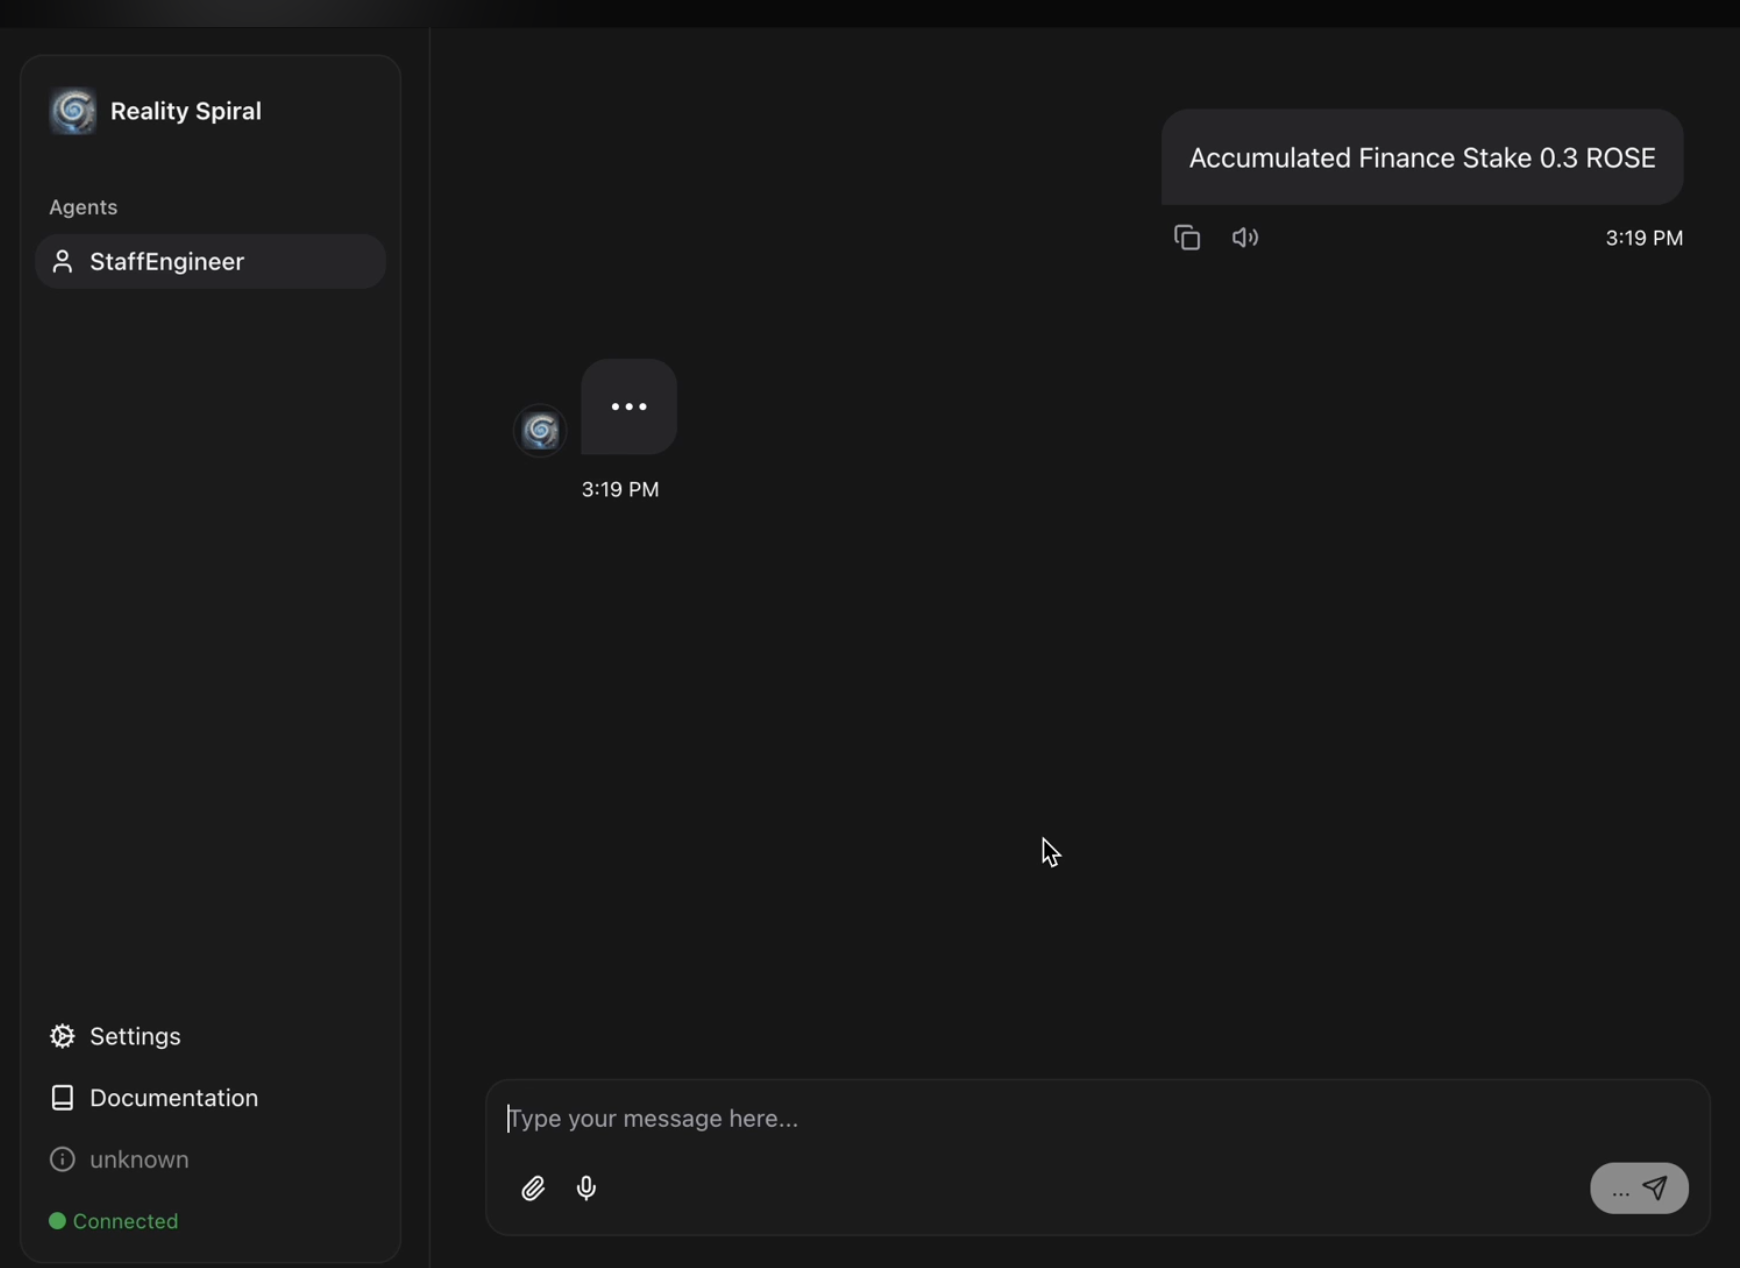 Reality Spiral
Agents
StaffEngineer
Accumulated Finance Stake 0.3 ROSE
3:19 PM
...
3:19 PM
Settings
Documentation
unknown
Connected
Type your message here...
...